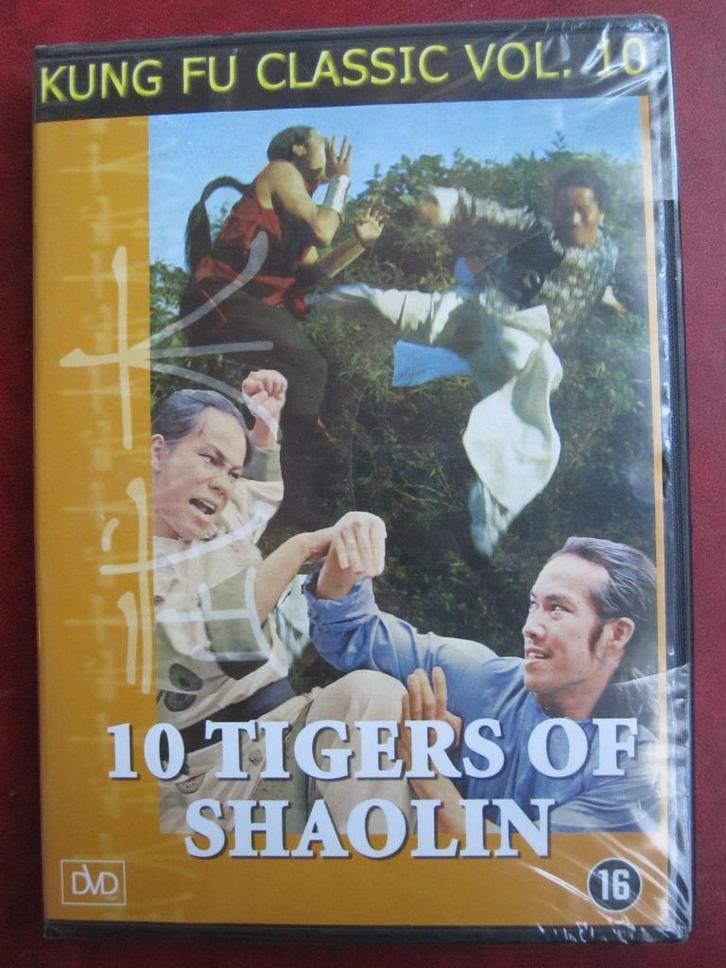 KUNG FU CLASSIC VOL. 10
10 TIGERS OF
SHAOLIN
DVD
16